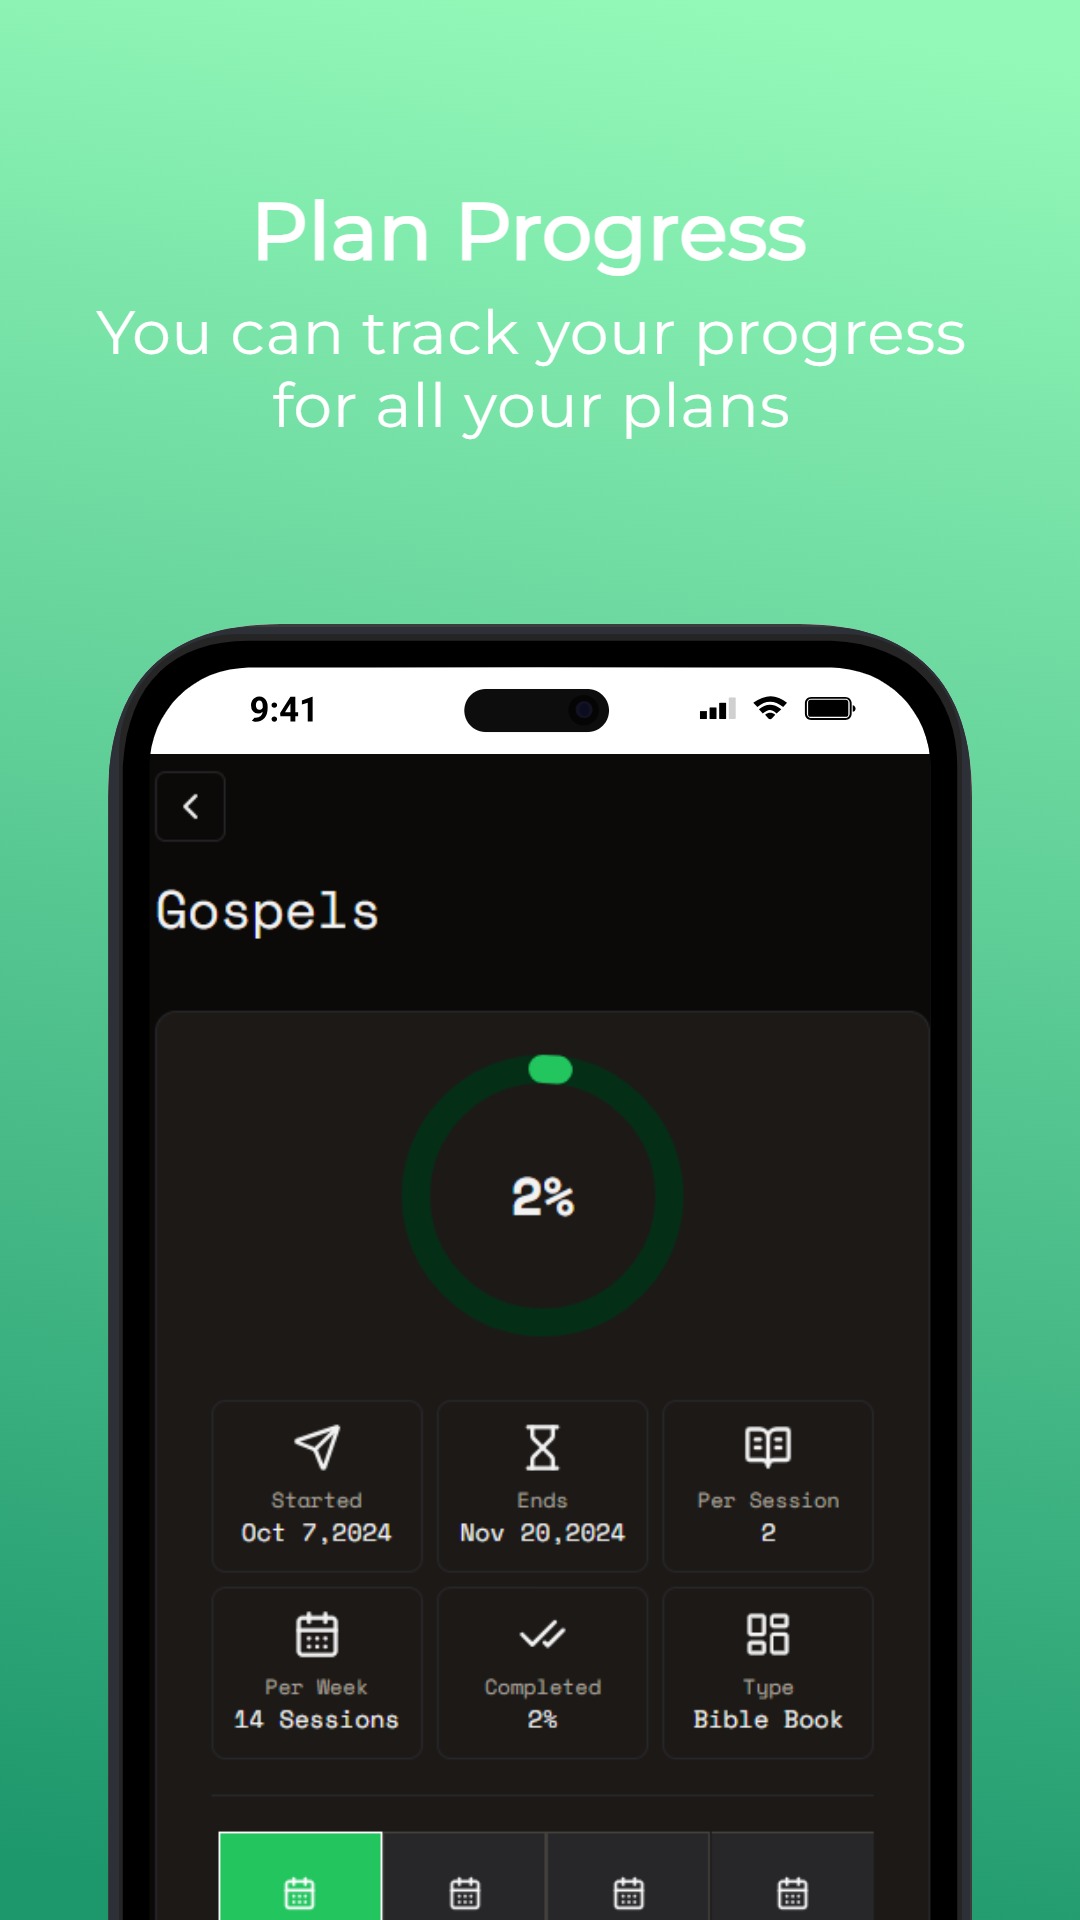 Plan Progress
You can track your progress
for all your plans
9:41
Gospels
2%
Started
Oct 7,2024
Ends
Nov 20,2024
Per Session
2
Per Week
14 Sessions
Completed
2%
Type
Bible Book